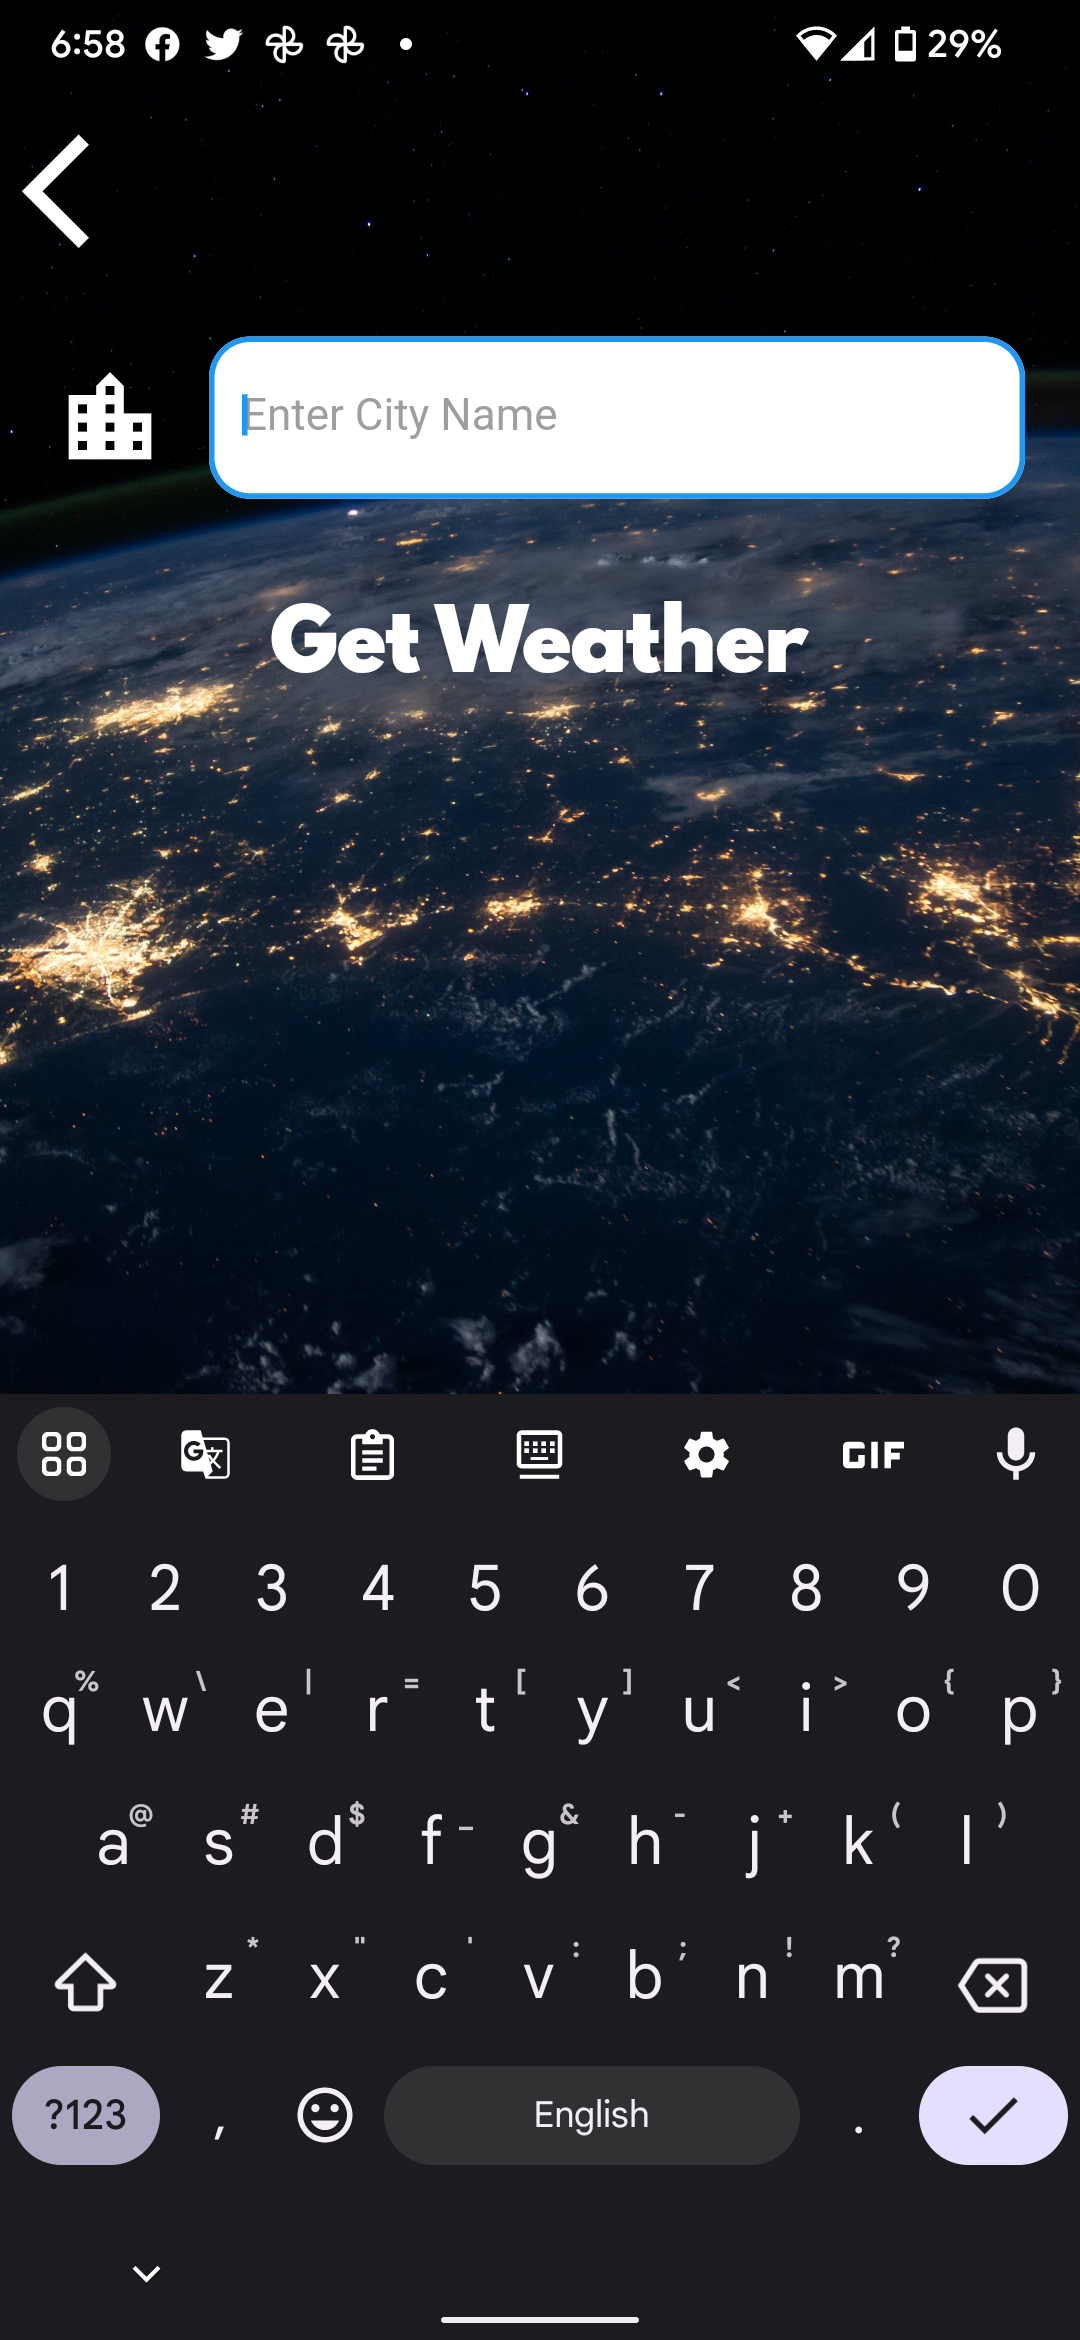 6:58 29%
Enter City Name
Get Weather
GIF
1 2 3 4 5 6 7 8 9 0
q% w\ e| r= t[ y] u< i> o{ p}
a@ s# d$ f_ g& h- j+ k( l)
z* x" c' v: b; n! m?
?123 , English .